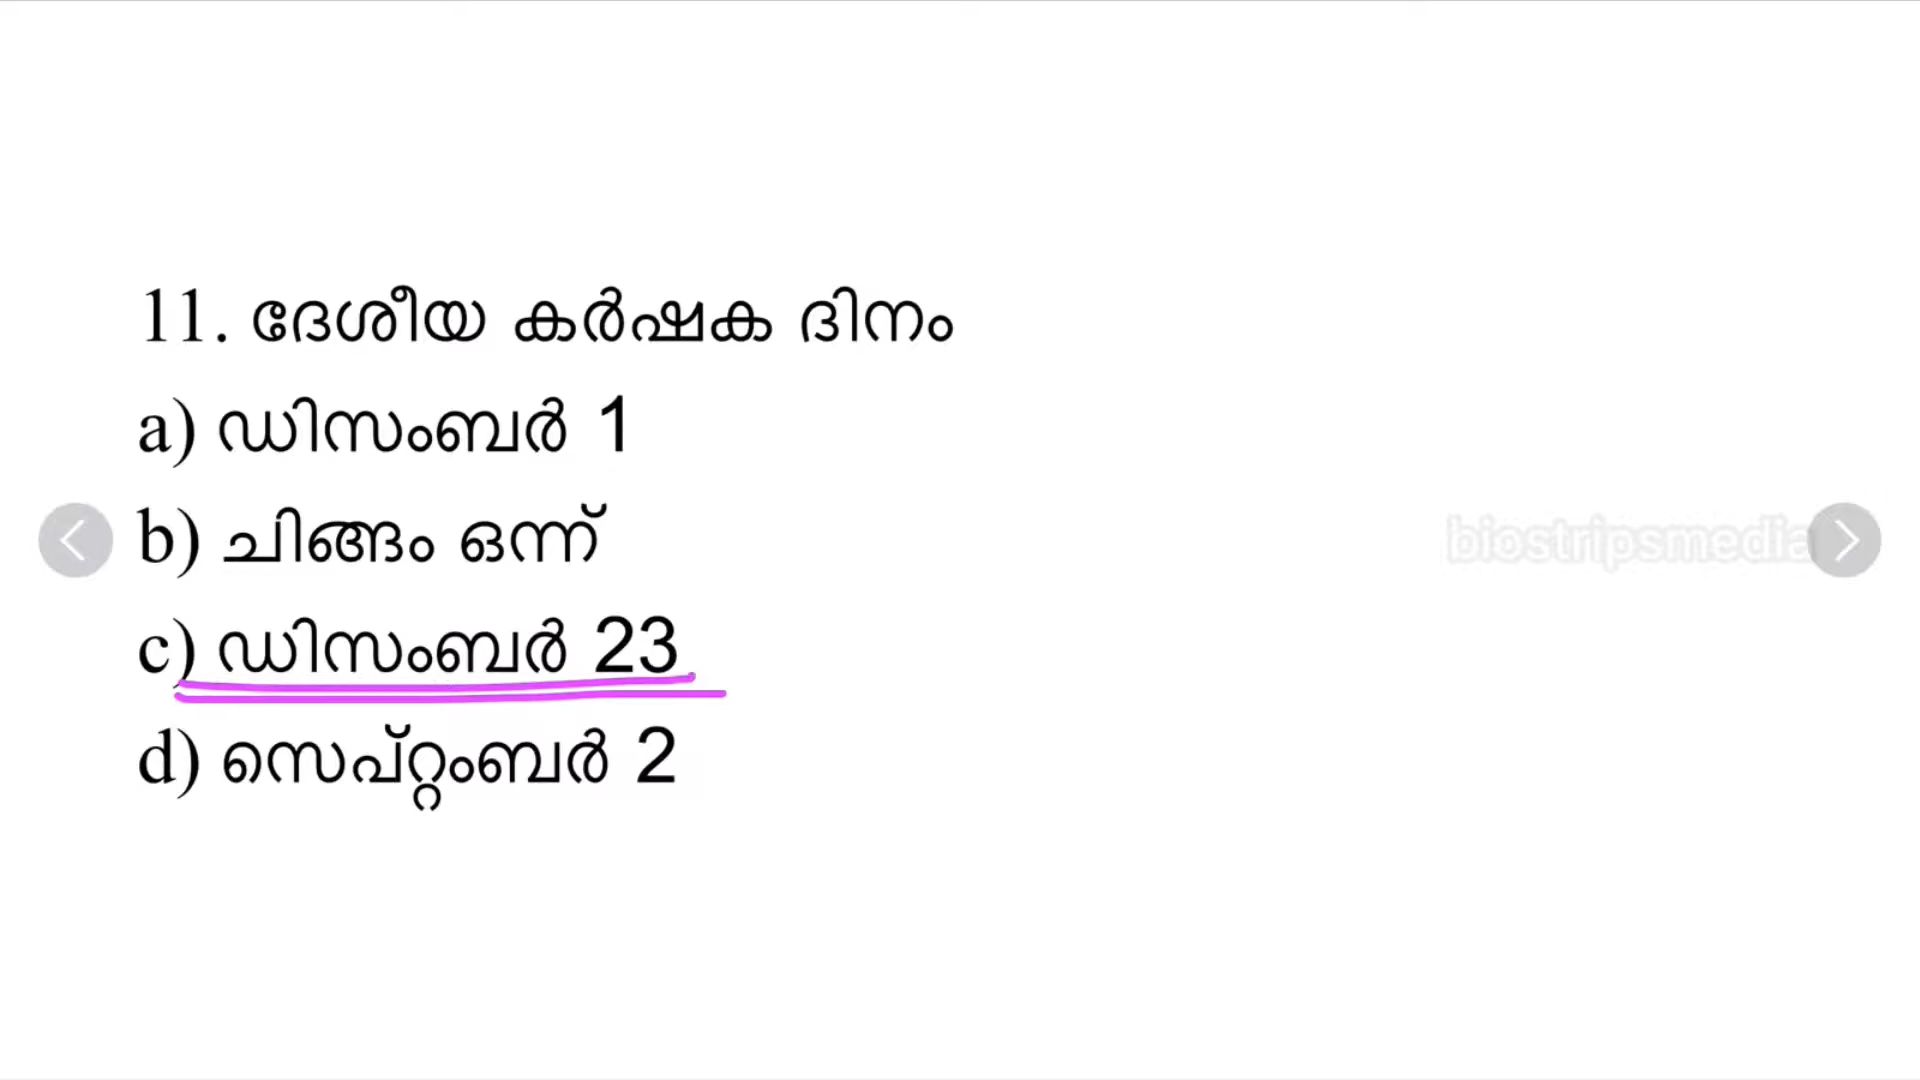 11. ദേശീയ കർഷക ദിനം
a) ഡിസംബർ 1
b) ചിങ്ങം ഒന്ന്
biostripsmedia
c) ഡിസംബർ 23
d) സെപ്റ്റംബർ 2